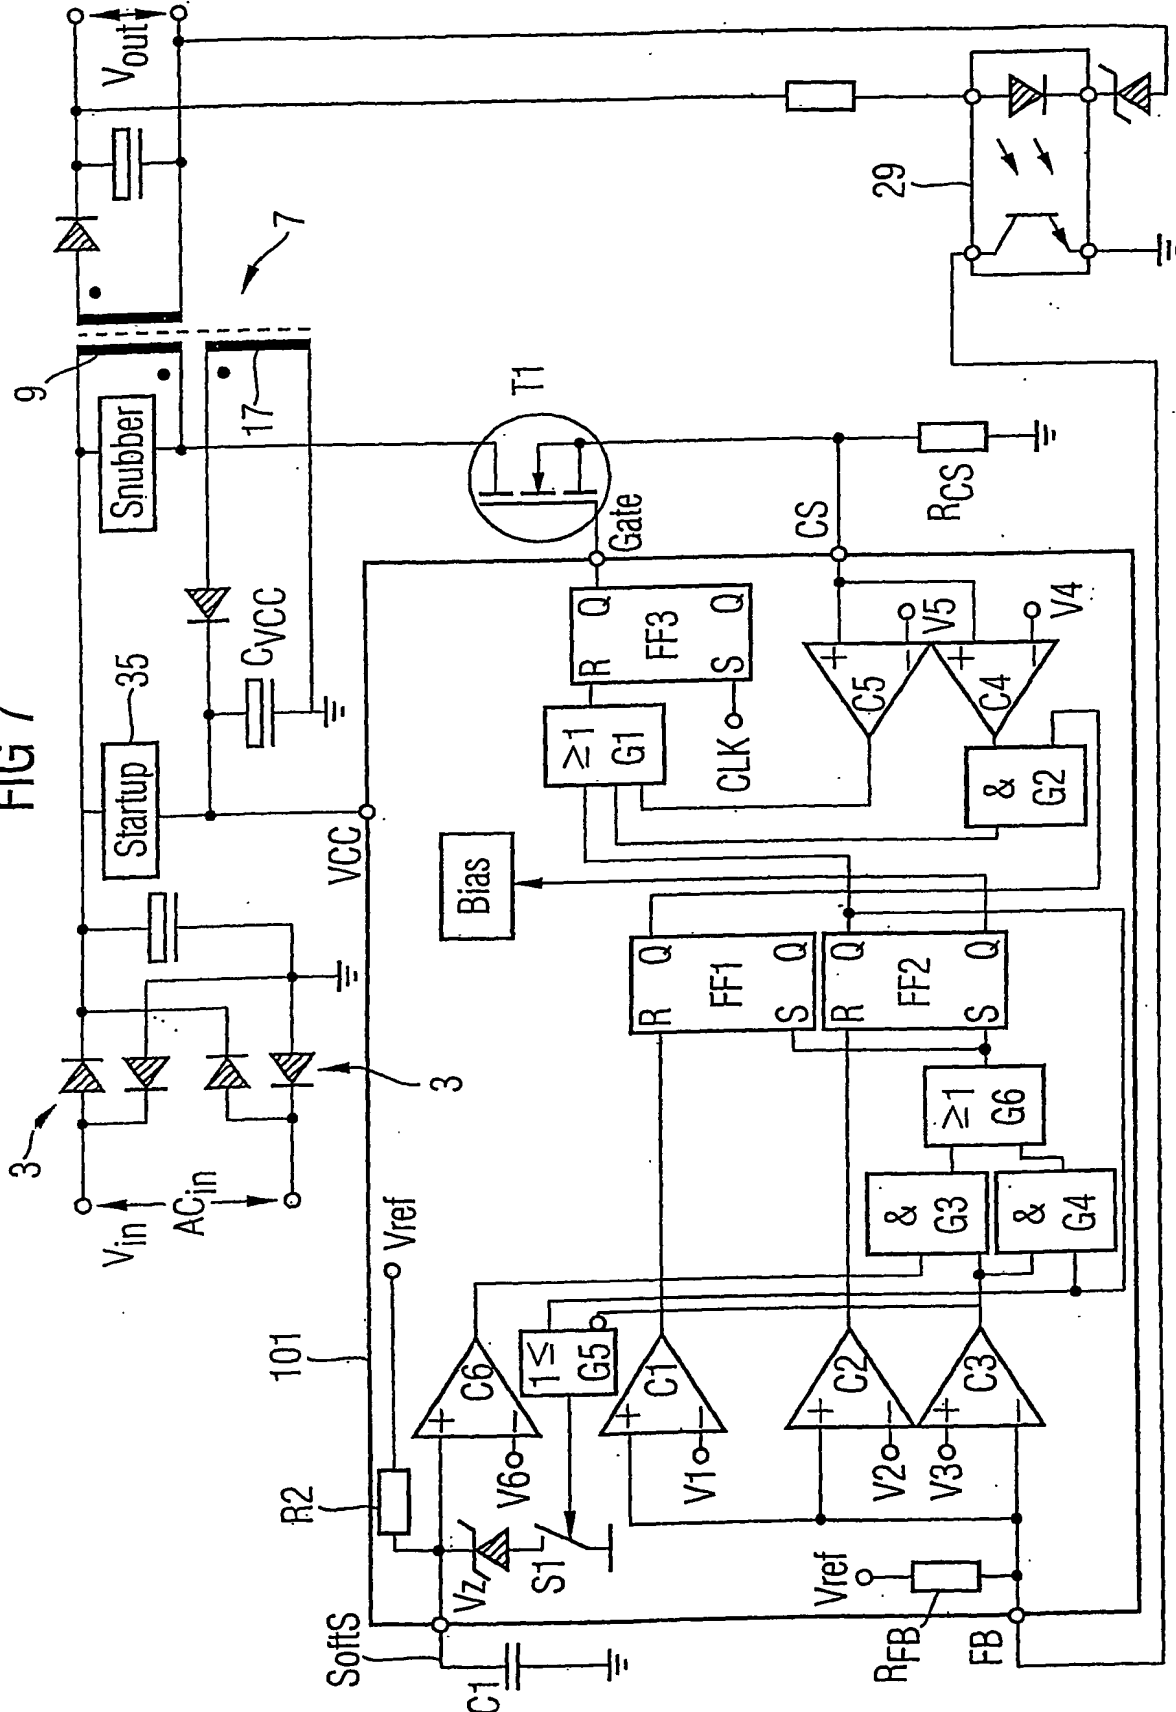 FIG 7
Vout
7
9
17
Snubber
35
Startup
CVCC
3
3
Vin
ACin
VCC
T1
Gate
CS
RCS
29
101
Vref
R2
Vz
S1
SoftS
C1
C6
+
−
V6
1≤
G5
C1
+
−
V1
C2
+
−
V2
C3
+
−
V3
Vref
RFB
FB
&
G3
&
G4
≥1
G6
R
Q
FF1
S
Q
R
Q
FF2
S
Q
Bias
≥1
G1
R
Q
FF3
S
Q
CLK
+
−
C5
V5
+
−
C4
V4
&
G2